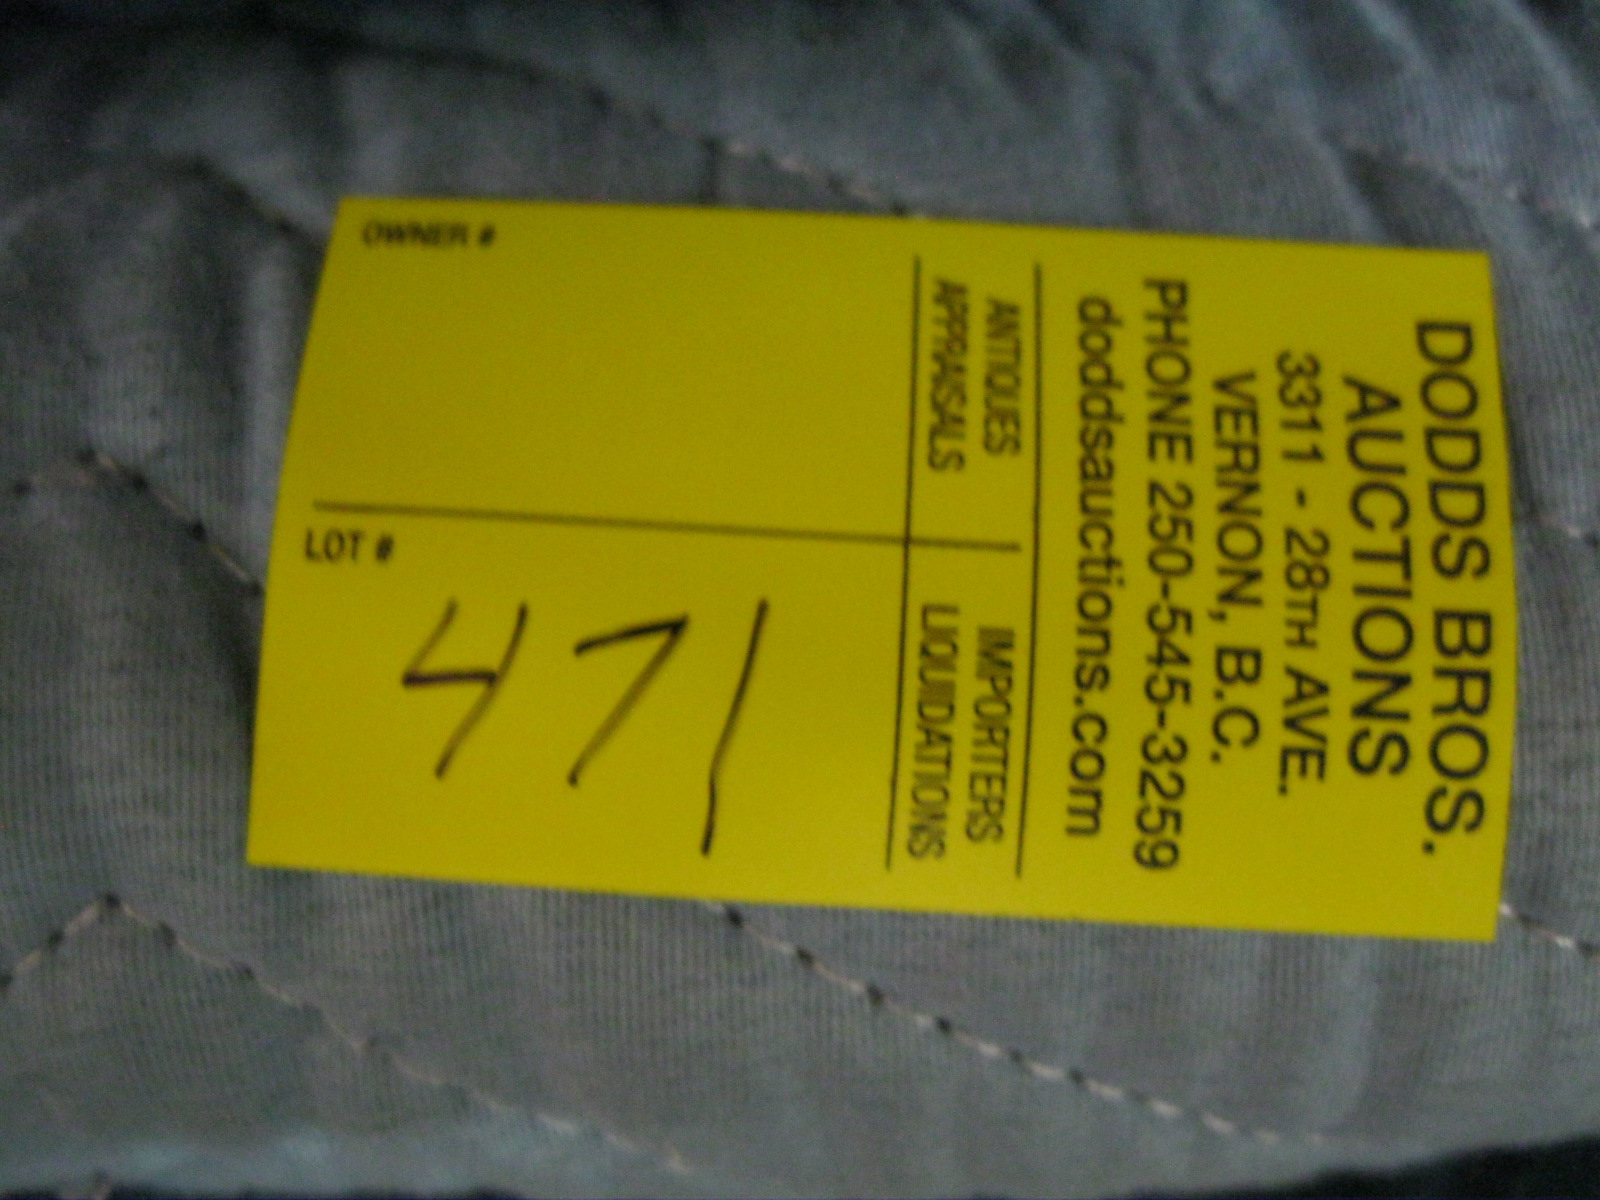 DODDS BROS.
AUCTIONS
3311 - 28TH AVE.
VERNON, B.C.
PHONE 250-545-3259
doddsauctions.com
ANTIQUES IMPORTERS
APPRAISALS LIQUIDATIONS
OWNER #
LOT #
471